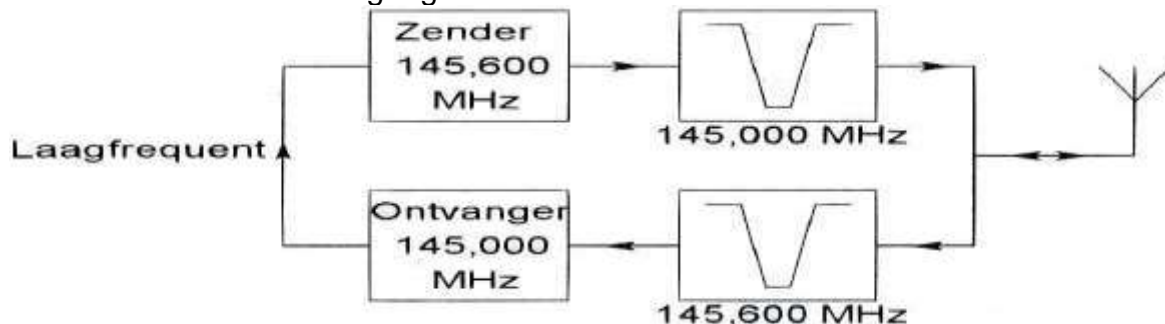 Zender
145,600
MHz
145,000 MHz
Laagfrequent
Ontvanger
145,000
MHz
145,600 MHz